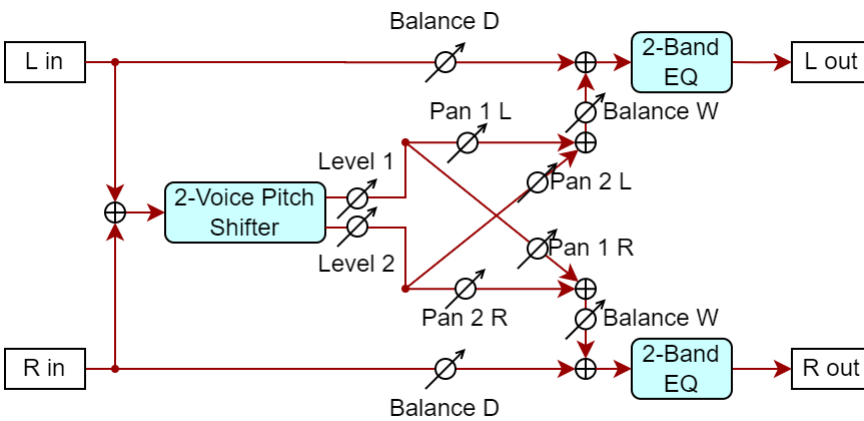 Balance D
L in
2-Band
EQ
L out
Pan 1 L
Balance W
Level 1
2-Voice Pitch
Shifter
Pan 2 L
Level 2
Pan 1 R
Pan 2 R
Balance W
R in
2-Band
EQ
R out
Balance D